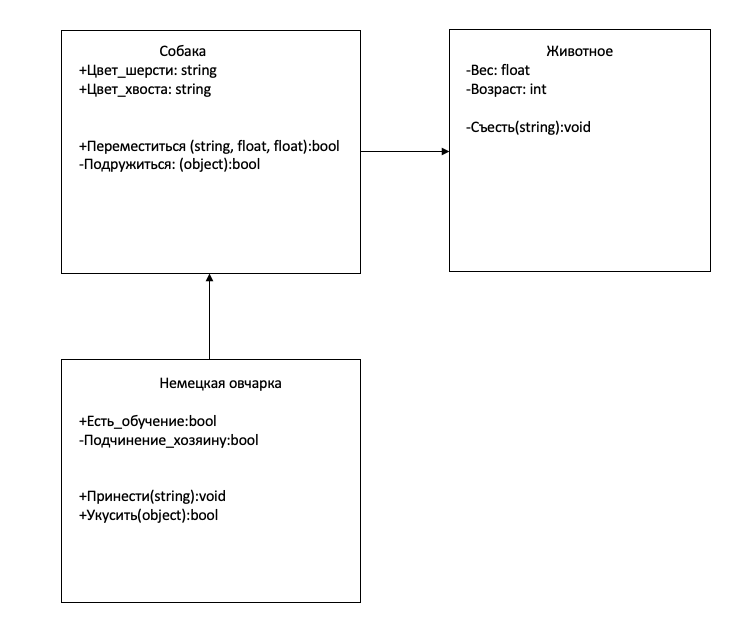 Собака
+Цвет_шерсти: string
+Цвет_хвоста: string
+Переместиться (string, float, float):bool
-Подружиться: (object):bool
Животное
-Вес: float
-Возраст: int
-Съесть(string):void
Немецкая овчарка
+Есть_обучение:bool
-Подчинение_хозяину:bool
+Принести(string):void
+Укусить(object):bool